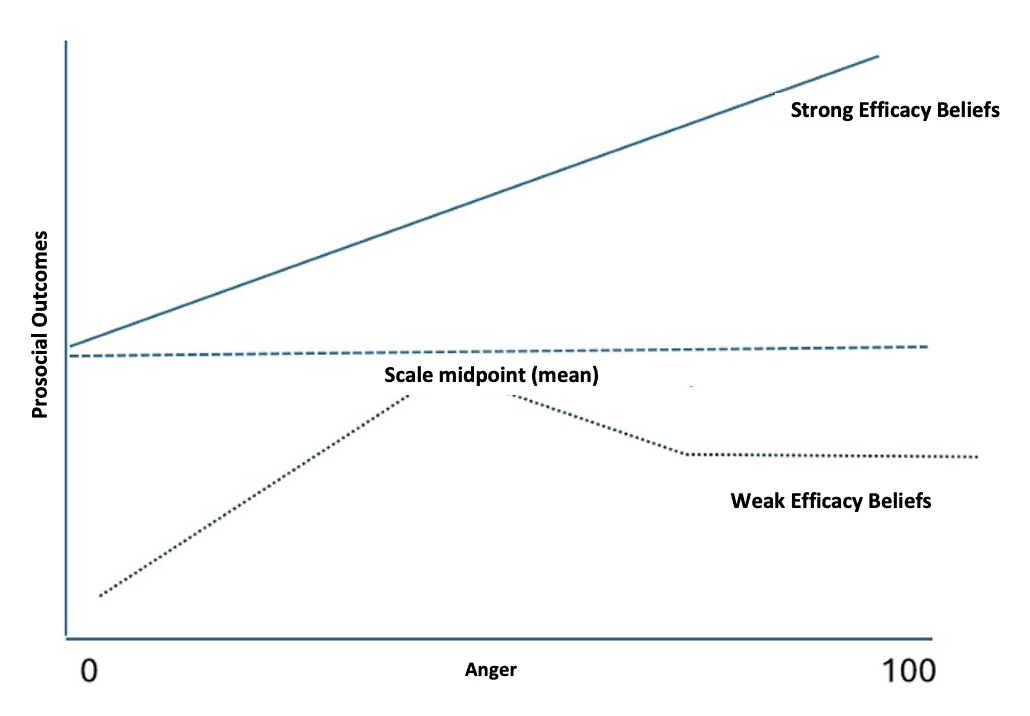 Strong Efficacy Beliefs
Prosocial Outcomes
Scale midpoint (mean)
Weak Efficacy Beliefs
0
Anger
100